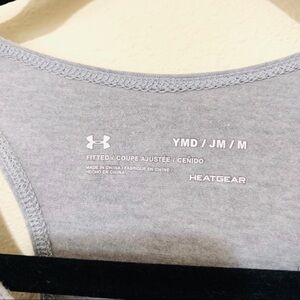 YMD / JM / M
FITTED / COUPE AJUSTÉE / CEÑIDO
MADE IN CHINA / FABRIQUÉ EN CHINE
HECHO EN CHINA
HEATGEAR